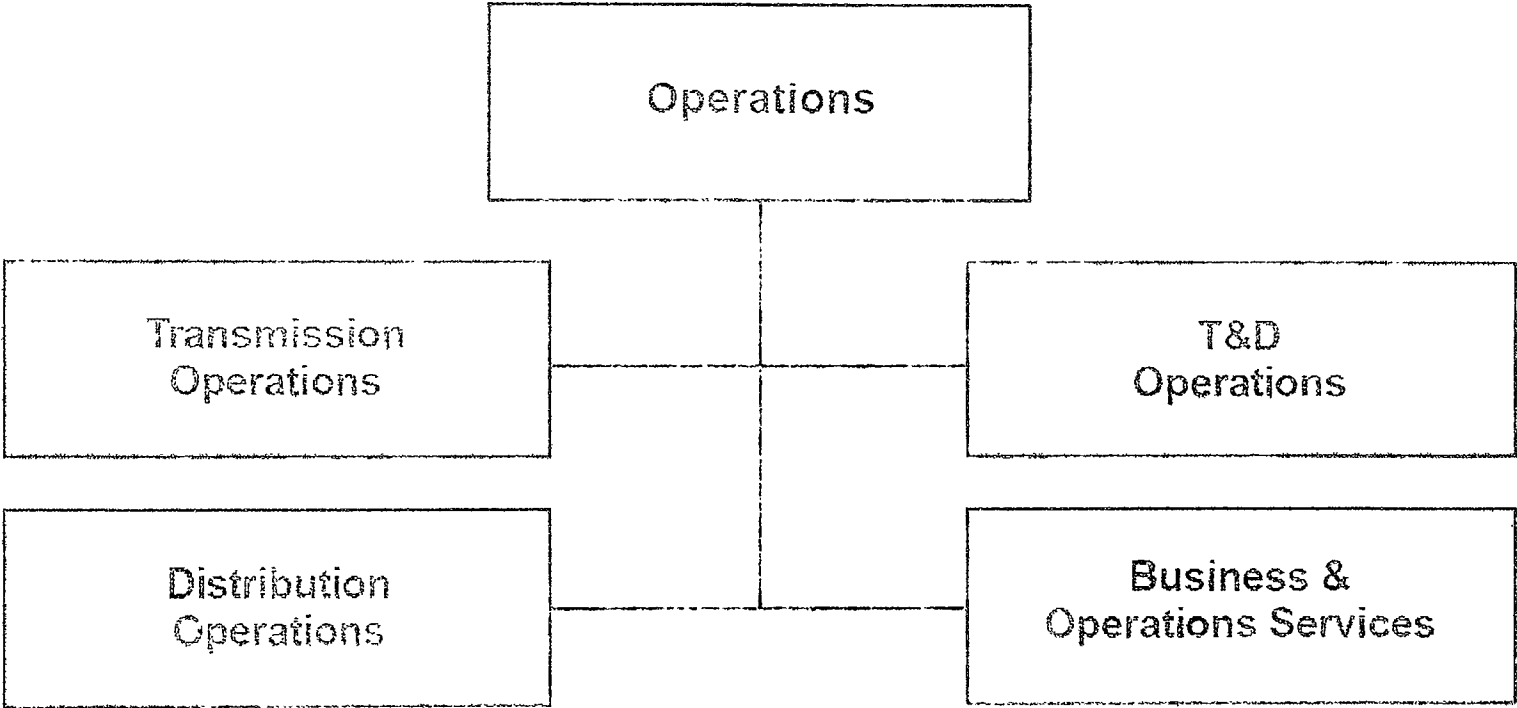 Operations
Transmission
Operations
T&D
Operations
Distribution
Operations
Business &
Operations Services